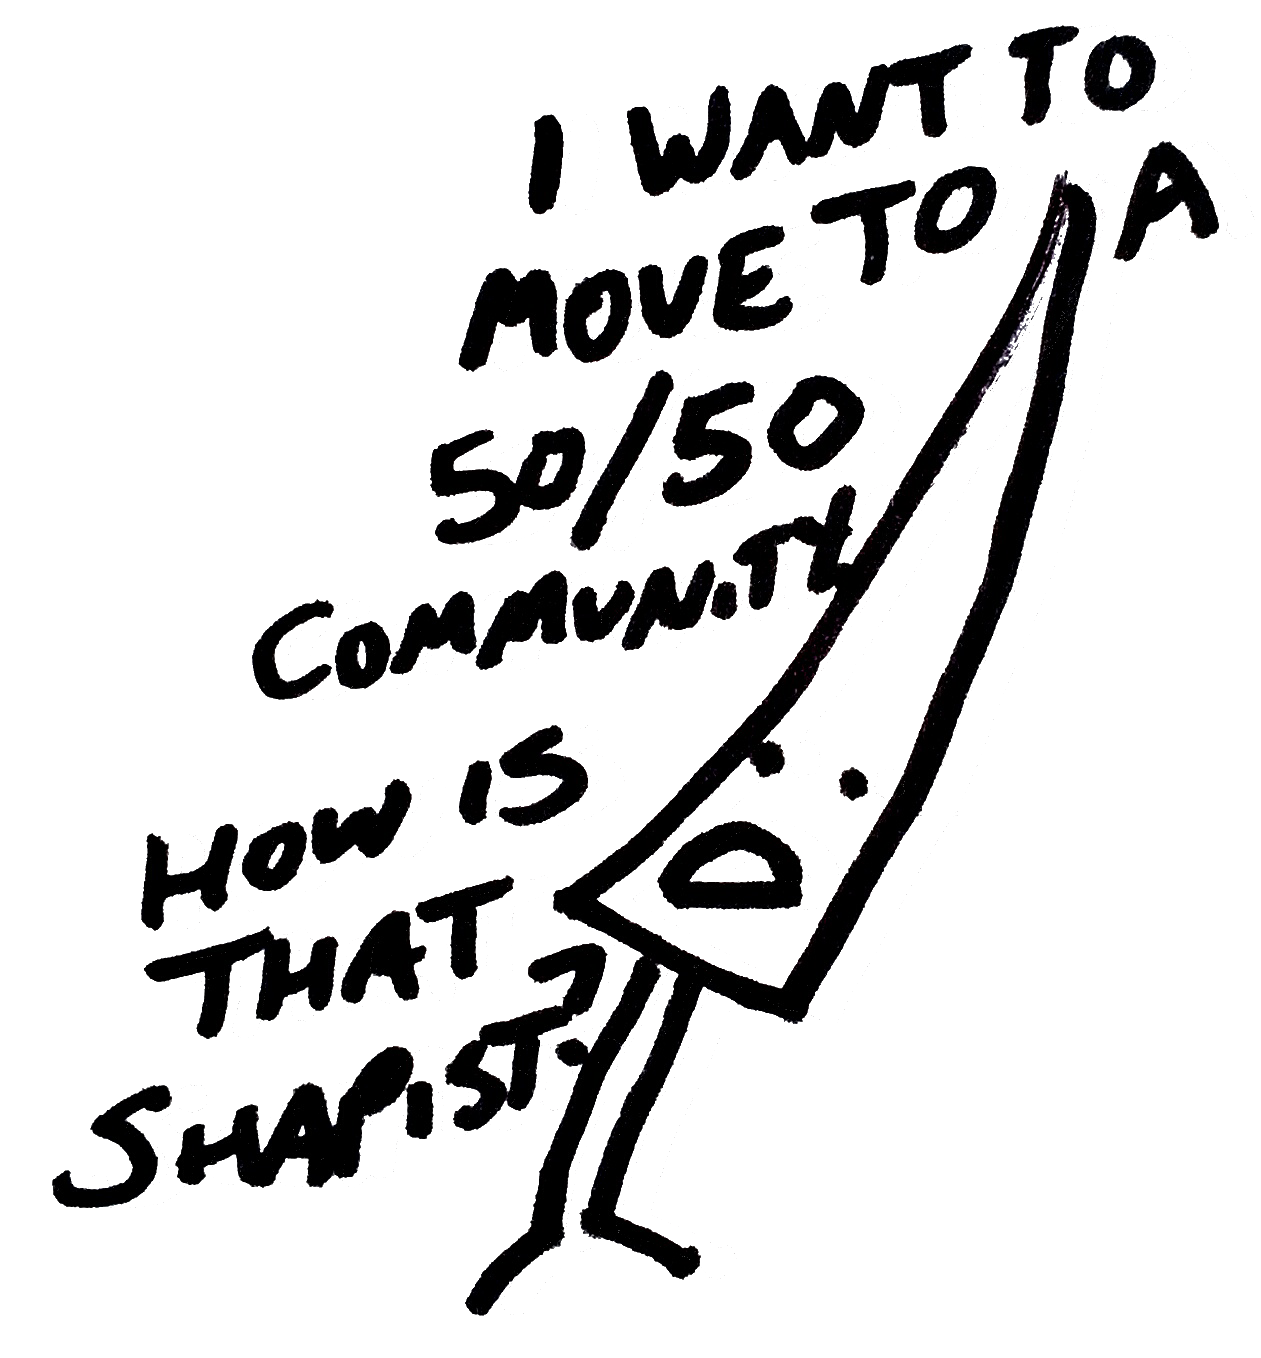 I WANT TO
MOVE TO A
50/50
COMMUNITY
HOW IS
THAT
SHAPIST?